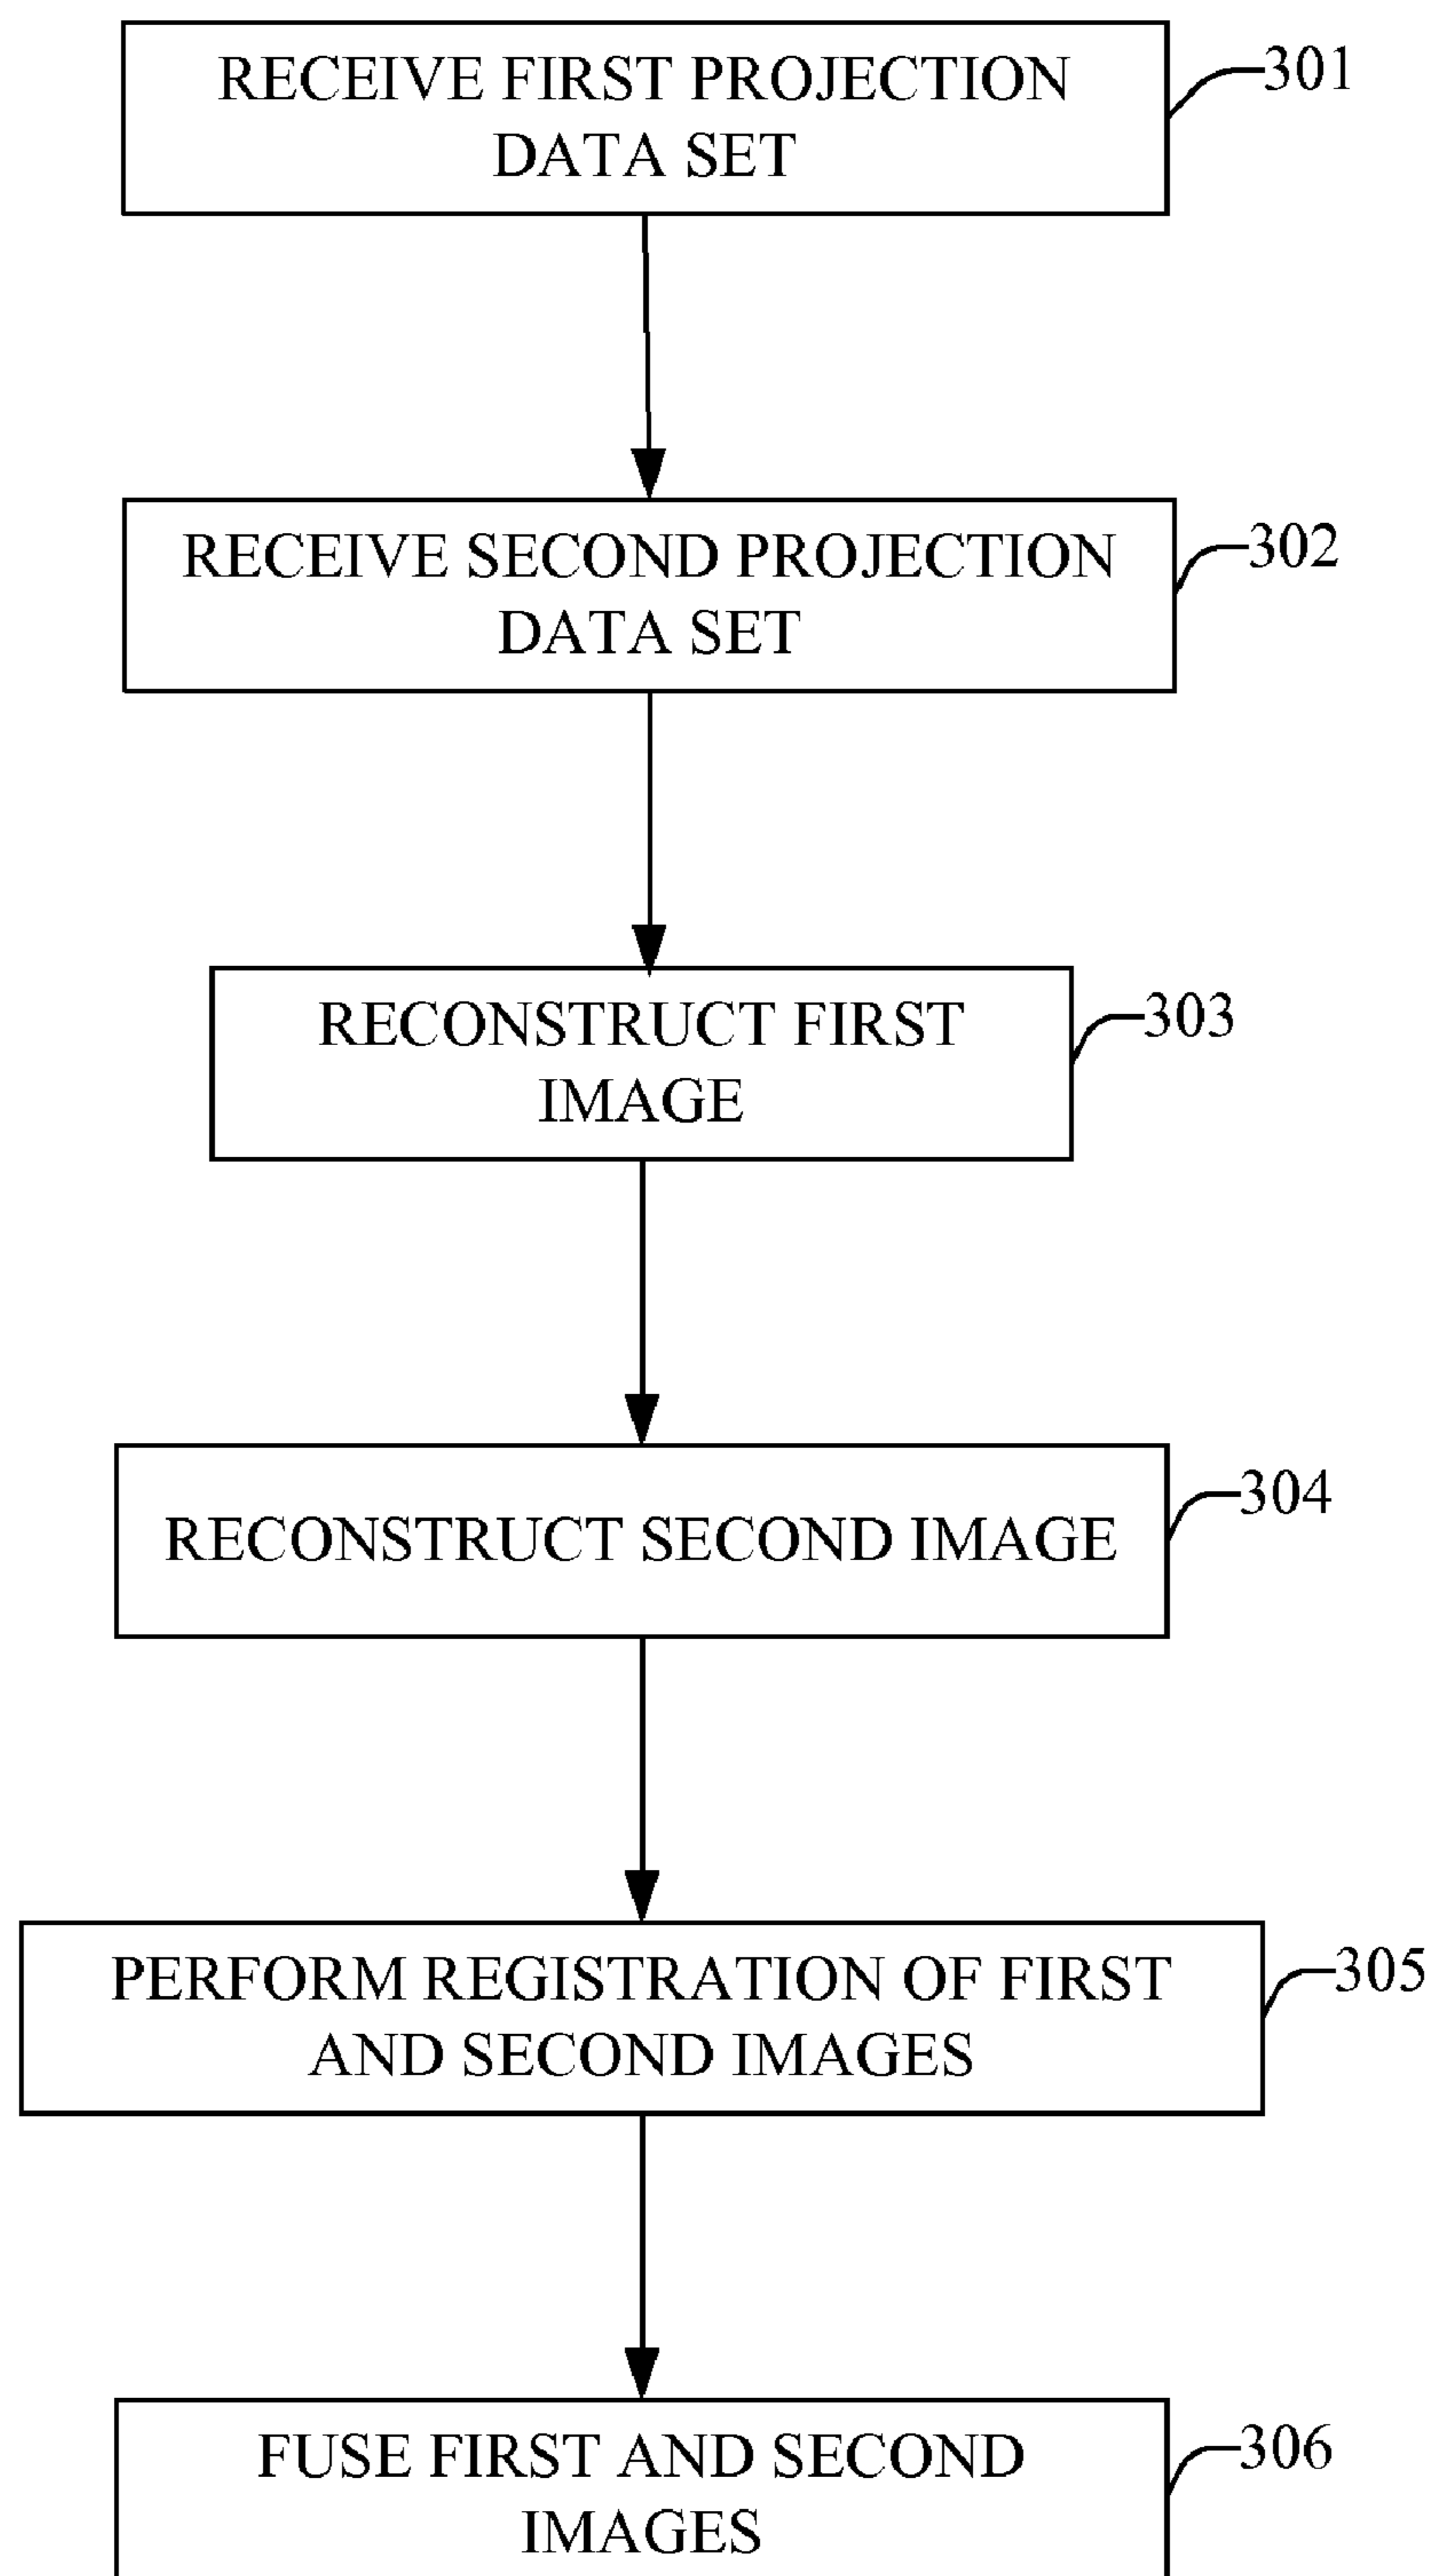 RECEIVE FIRST PROJECTION
DATA SET
301
RECEIVE SECOND PROJECTION
DATA SET
302
RECONSTRUCT FIRST
IMAGE
303
RECONSTRUCT SECOND IMAGE
304
PERFORM REGISTRATION OF FIRST
AND SECOND IMAGES
305
FUSE FIRST AND SECOND
IMAGES
306